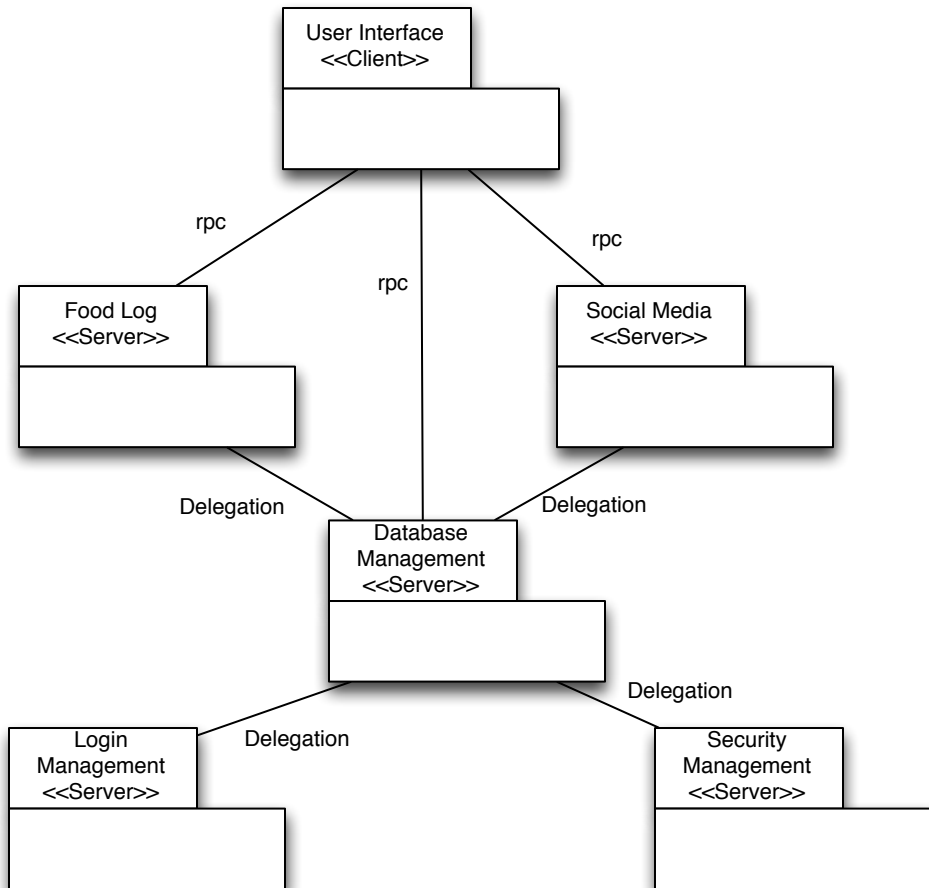 User Interface
<<Client>>
rpc
rpc
rpc
Food Log
<<Server>>
Social Media
<<Server>>
Delegation
Delegation
Database
Management
<<Server>>
Delegation
Delegation
Login
Management
<<Server>>
Security
Management
<<Server>>